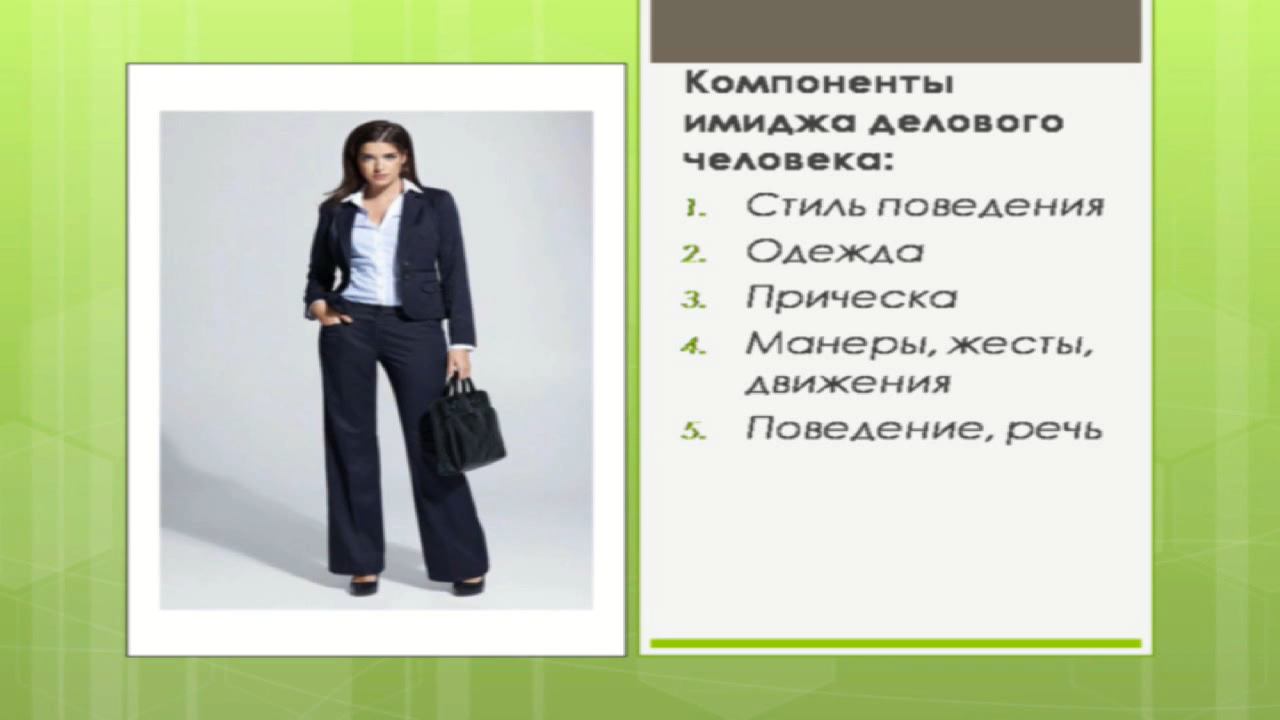 Компоненты
имиджа делового
человека:
1. Стиль поведения
2. Одежда
3. Прическа
4. Манеры, жесты,
движения
5. Поведение, речь